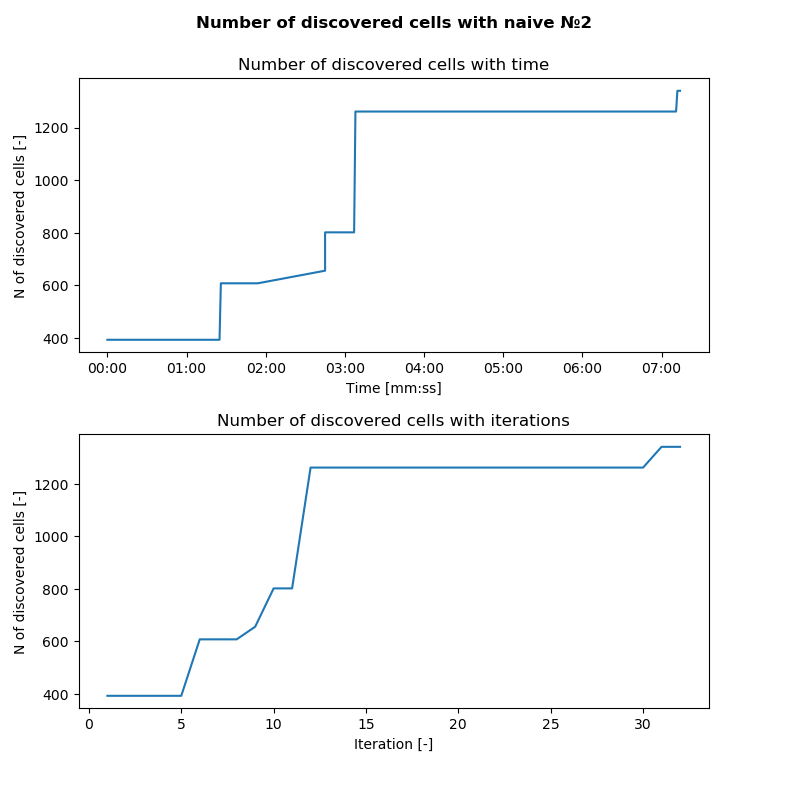 Number of discovered cells with naive №2
Number of discovered cells with time
N of discovered cells [-]
1200
1000
800
600
400
00:00 01:00 02:00 03:00 04:00 05:00 06:00 07:00
Time [mm:ss]
Number of discovered cells with iterations
N of discovered cells [-]
1200
1000
800
600
400
0 5 10 15 20 25 30
Iteration [-]